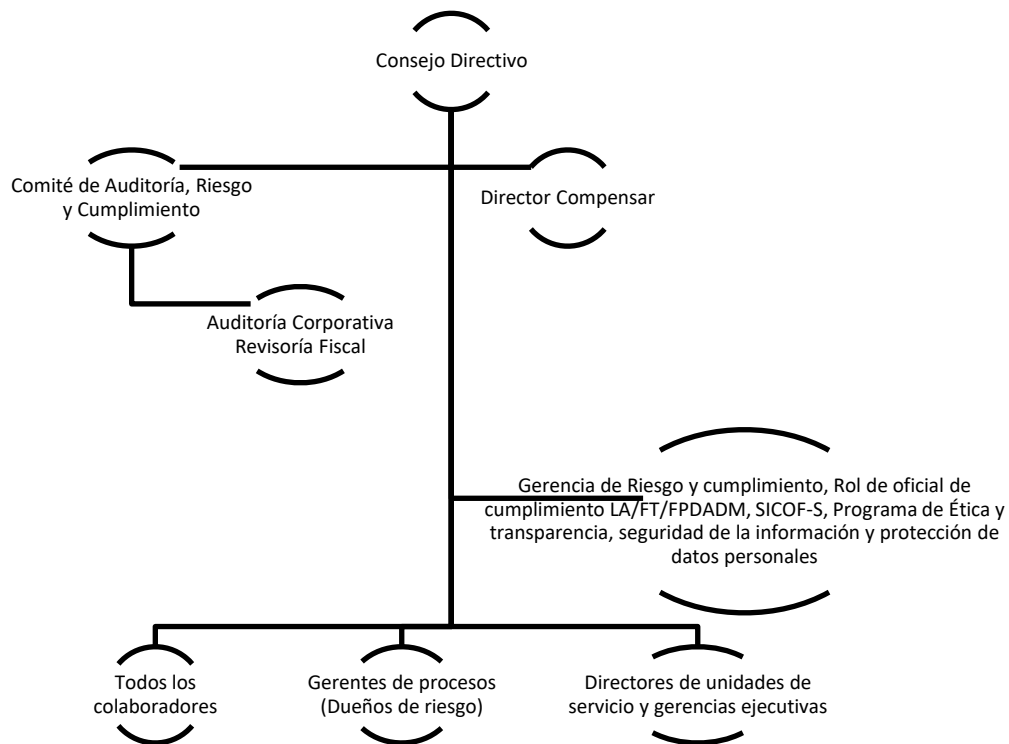 Consejo Directivo
Comité de Auditoría, Riesgo
y Cumplimiento
Director Compensar
Auditoría Corporativa
Revisoría Fiscal
Gerencia de Riesgo y cumplimiento, Rol de oficial de
cumplimiento LA/FT/FPDADM, SICOF-S, Programa de Ética y
transparencia, seguridad de la información y protección de
datos personales
Todos los
colaboradores
Gerentes de procesos
(Dueños de riesgo)
Directores de unidades de
servicio y gerencias ejecutivas